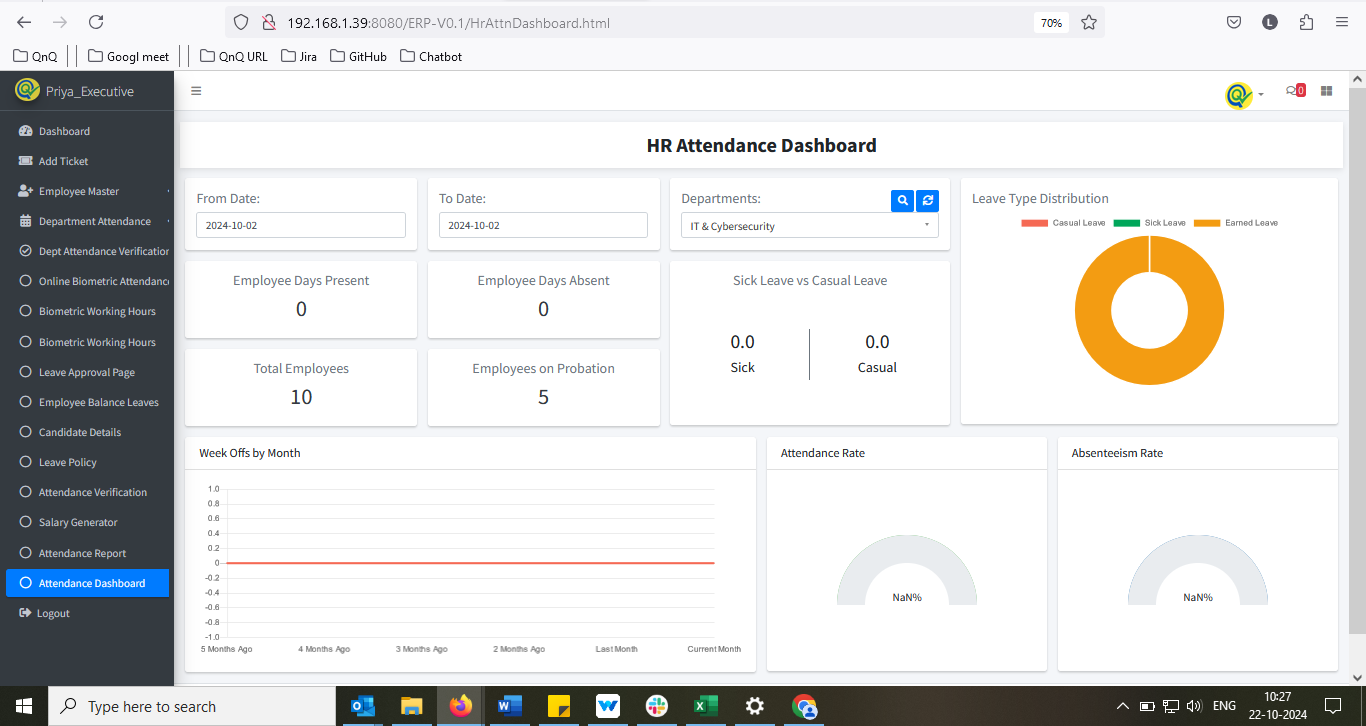 192.168.1.39:8080/ERP-V0.1/HrAttnDashboard.html
70%
L
QnQ
Googl meet
QnQ URL
Jira
GitHub
Chatbot
Priya_Executive
0
Dashboard
Add Ticket
Employee Master
Department Attendance
Dept Attendance Verification
Online Biometric Attendanc
Biometric Working Hours
Biometric Working Hours
Leave Approval Page
Employee Balance Leaves
Candidate Details
Leave Policy
Attendance Verification
Salary Generator
Attendance Report
Attendance Dashboard
Logout
HR Attendance Dashboard
From Date:
2024-10-02
To Date:
2024-10-02
Departments:
IT & Cybersecurity
Leave Type Distribution
Casual Leave Sick Leave Earned Leave
Employee Days Present
0
Employee Days Absent
0
Sick Leave vs Casual Leave
0.0
Sick
0.0
Casual
Total Employees
10
Employees on Probation
5
Week Offs by Month
1.0
0.8
0.6
0.4
0.2
0
-0.2
-0.4
-0.6
-0.8
-1.0
5 Months Ago 4 Months Ago 3 Months Ago 2 Months Ago Last Month Current Month
Attendance Rate
NaN%
Absenteeism Rate
NaN%
Type here to search
ENG
10:27
22-10-2024